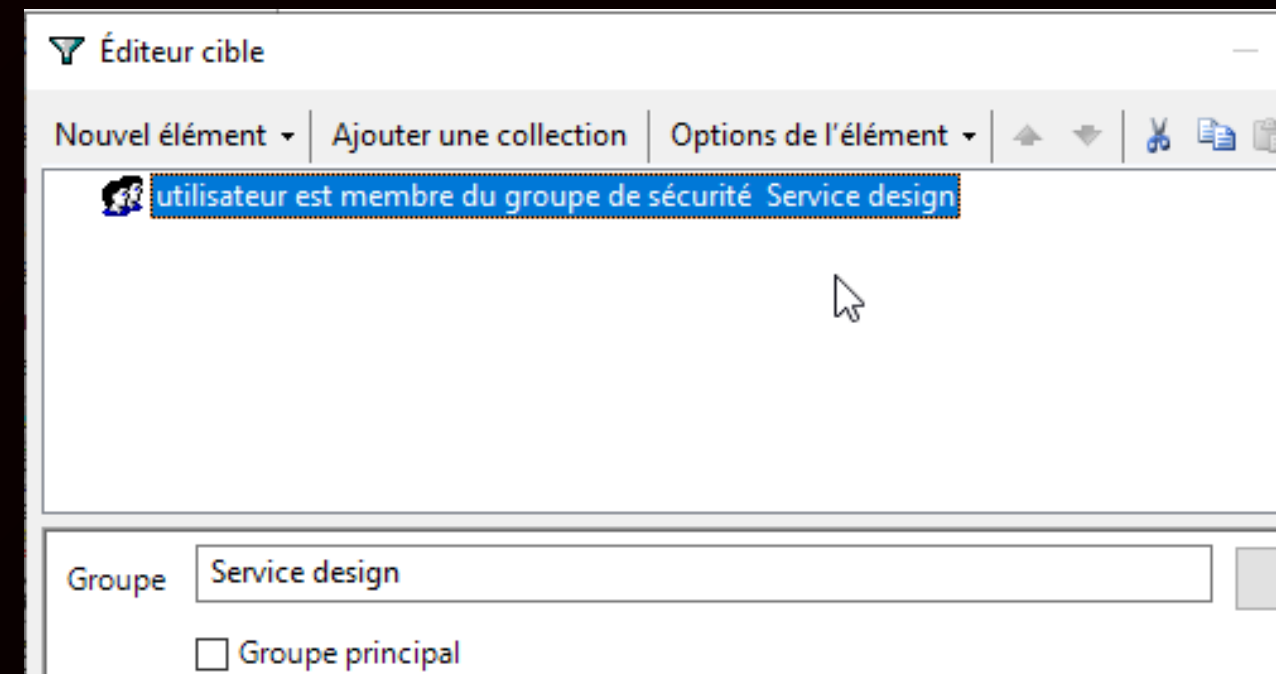 Éditeur cible
Nouvel élément Ajouter une collection Options de l'élément
utilisateur est membre du groupe de sécurité Service design
Groupe Service design
Groupe principal